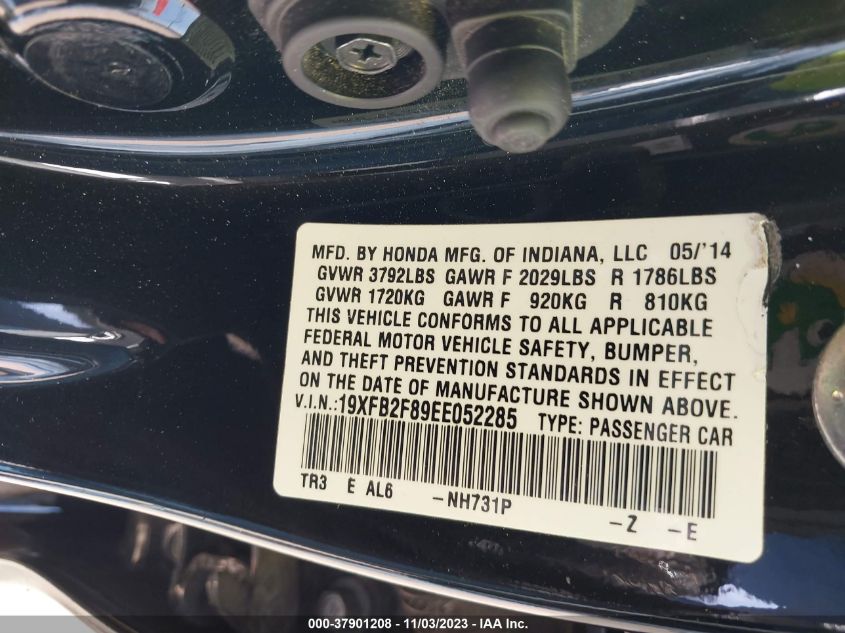 MFD. BY HONDA MFG. OF INDIANA, LLC 05/'14
GVWR 3792LBS GAWR F 2029LBS R 1786LBS
GVWR 1720KG GAWR F 920KG R 810KG
THIS VEHICLE CONFORMS TO ALL APPLICABLE
FEDERAL MOTOR VEHICLE SAFETY, BUMPER,
AND THEFT PREVENTION STANDARDS IN EFFECT
ON THE DATE OF MANUFACTURE SHOWN ABOVE.
V.I.N.:19XFB2F89EE052285 TYPE: PASSENGER CAR
TR3 E AL6 -NH731P -Z -E
000-37901208 - 11/03/2023 - IAA Inc.